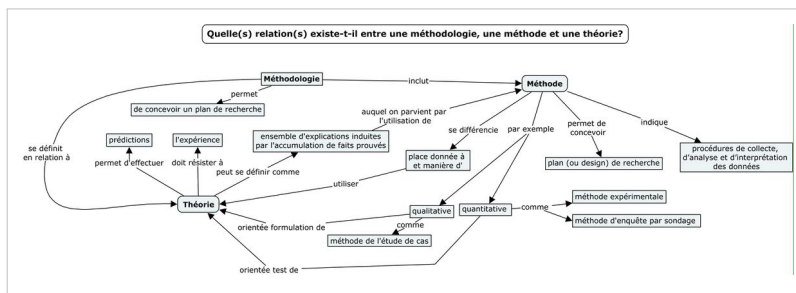 Quelle(s) relation(s) existe-t-il entre une méthodologie, une méthode et une théorie?
Méthodologie
inclut
Méthode
permet
de concevoir un plan de recherche
auquel on parvient par
l'utilisation de
se différencie
par exemple
permet de
concevoir
indique
se définit
en relation à
prédictions
l'expérience
ensemble d'explications induites
par l'accumulation de faits prouvés
permet d'effectuer
doit résister à
peut se définir comme
place donnée à
et manière d'
plan (ou design) de recherche
procédures de collecte,
d'analyse et d'interprétation
des données
utiliser
Théorie
qualitative
quantitative
comme
méthode expérimentale
méthode d'enquête par sondage
orientée formulation de
comme
méthode de l'étude de cas
orientée test de